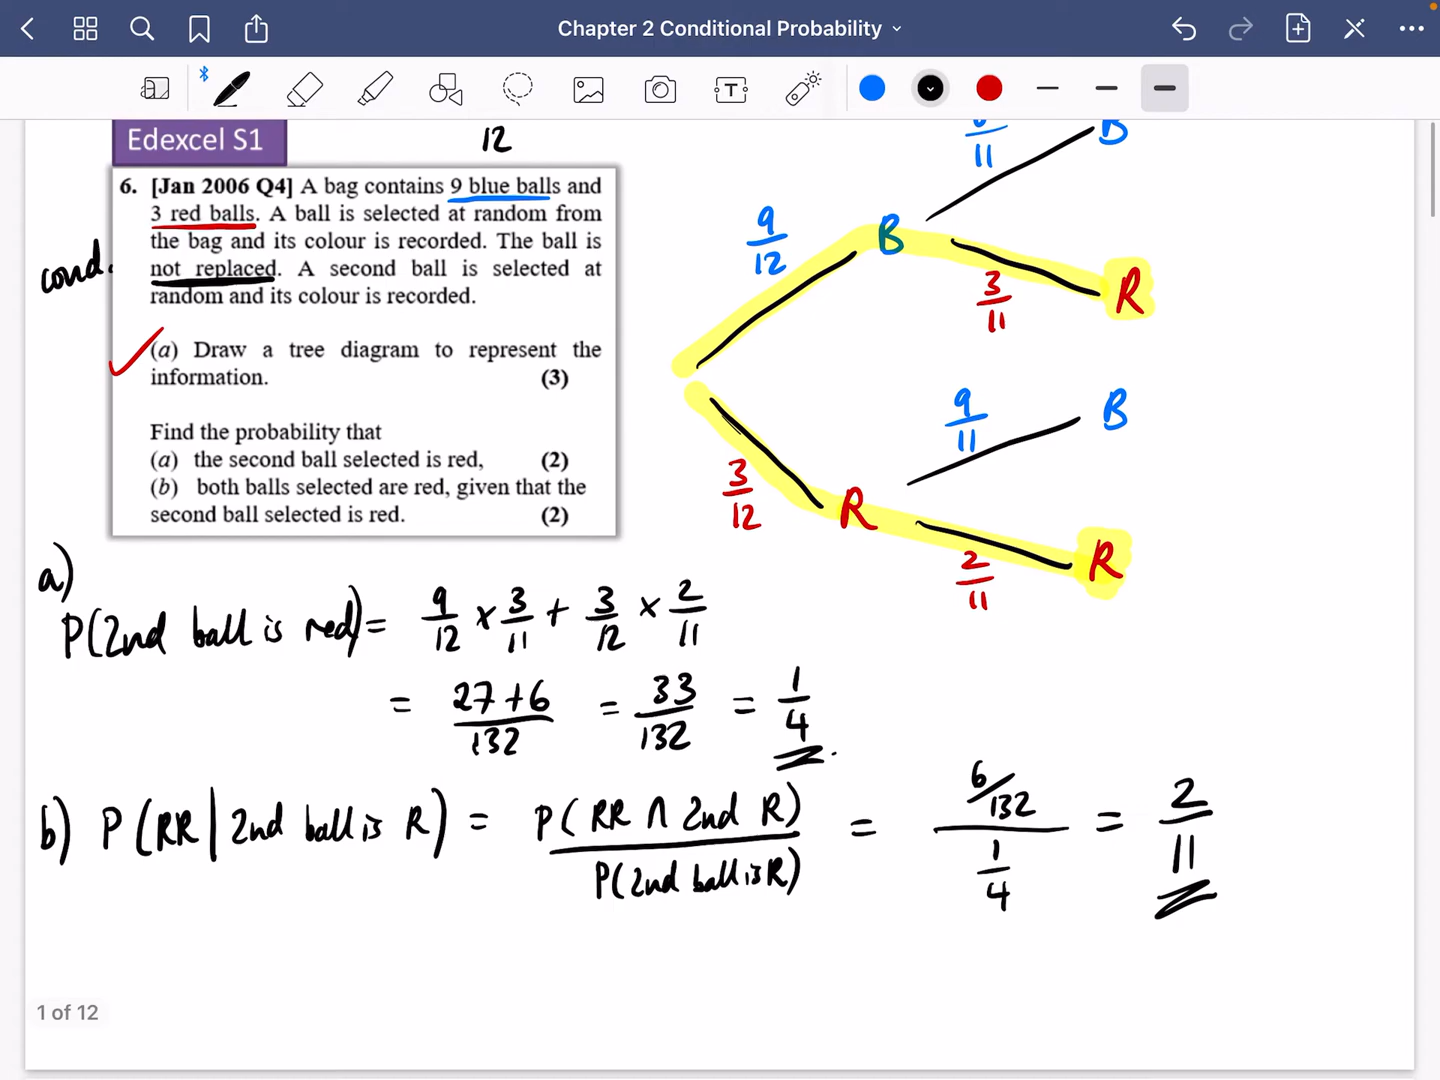 Chapter 2 Conditional Probability
Edexcel S1
12
6. [Jan 2006 Q4] A bag contains 9 blue balls and
3 red balls. A ball is selected at random from
the bag and its colour is recorded. The ball is
not replaced. A second ball is selected at
random and its colour is recorded.
cond.
(a) Draw a tree diagram to represent the
information. (3)
Find the probability that
(a) the second ball selected is red, (2)
(b) both balls selected are red, given that the
second ball selected is red. (2)
11
B
9/12
B
3/11
R
9/11
B
3/12
R
2/11
R
a)
P(2nd ball is red) = 9/12 × 3/11 + 3/12 × 2/11
= 27+6/132 = 33/132 = 1/4
b) P(RR | 2nd ball is R) = P(RR ∩ 2nd R)/P(2nd ball is R) = 6/132/1/4 = 2/11
1 of 12